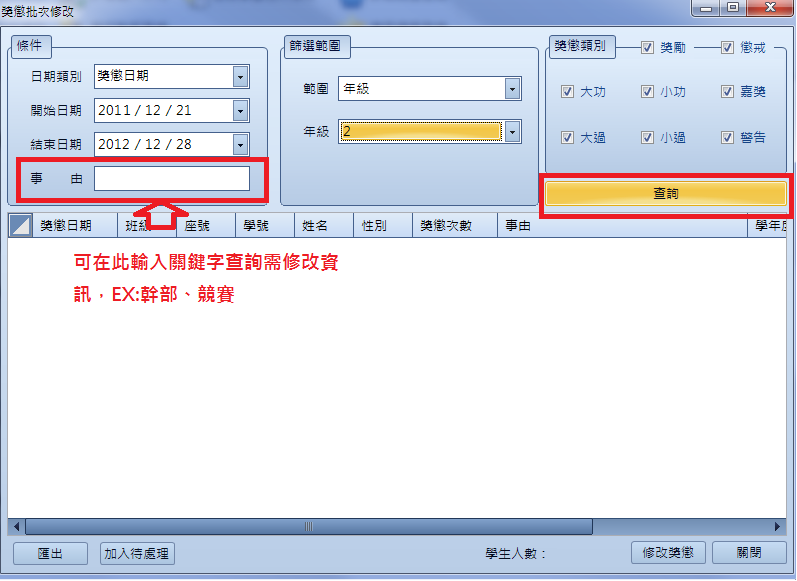 獎懲批次修改
條件
日期類別 獎懲日期
開始日期 2011 / 12 / 21
結束日期 2012 / 12 / 28
事 由
篩選範圍
範圍 年級
年級 2
獎懲類別 獎勵 懲戒
大功 小功 嘉獎
大過 小過 警告
查詢
獎懲日期 班級 座號 學號 姓名 性別 獎懲次數 事由 學年度
可在此輸入關鍵字查詢需修改資
訊，EX:幹部、競賽
匯出 加入待處理 學生人數： 修改獎懲 關閉